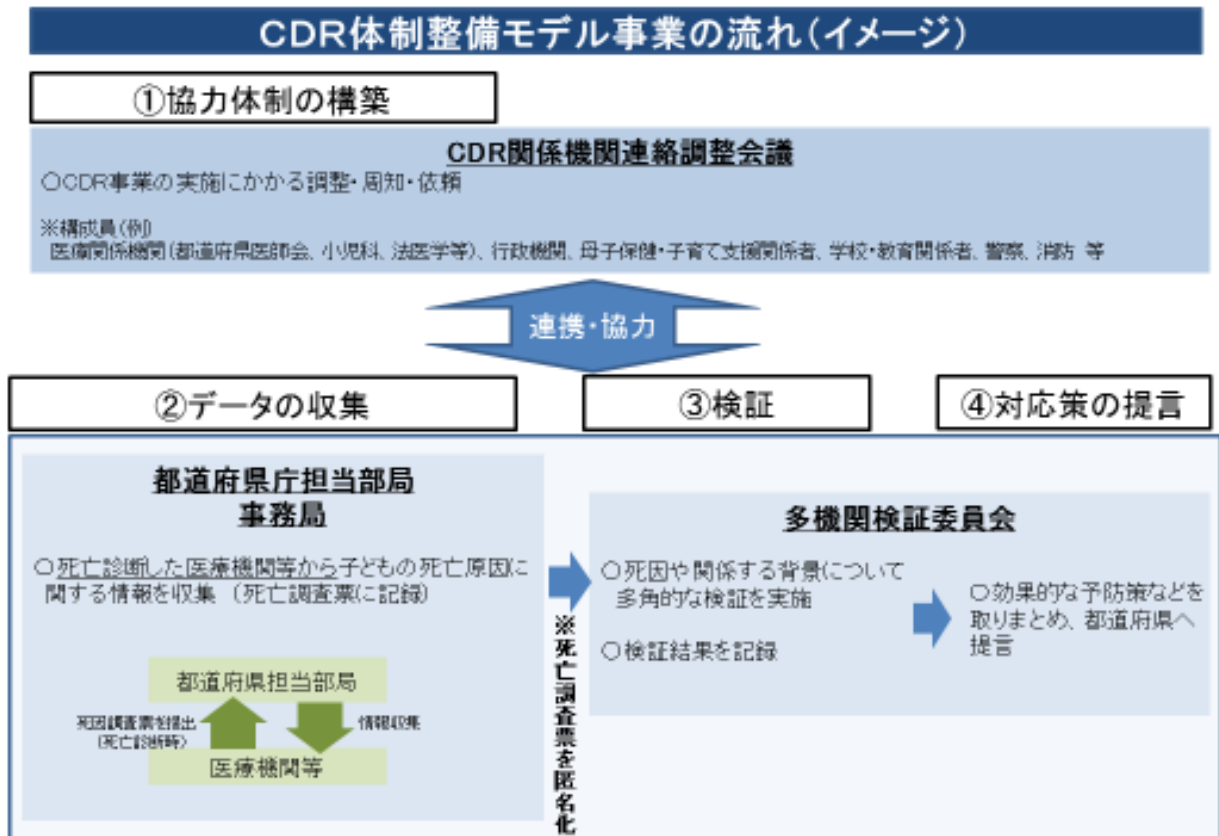 CDR体制整備モデル事業の流れ(イメージ)
①協力体制の構築
CDR関係機関連絡調整会議
○CDR事業の実施にかかる調整・周知・依頼
※構成員(例)
医療関係機関(都道府県医師会、小児科、法医学等)、行政機関、母子保健・子育て支援関係者、学校・教育関係者、警察、消防 等
連携・協力
②データの収集
③検証
④対応策の提言
都道府県庁担当部局
事務局
○死亡診断した医療機関等から子どもの死亡原因に
関する情報を収集 (死亡調査票に記録)
都道府県担当部局
死因調査票を提出
(死亡診断時)
情報収集
医療機関等
※死亡調査票を匿名化
多機関検証委員会
○死因や関係する背景について
多角的な検証を実施
○検証結果を記録
○効果的な予防策などを
取りまとめ、都道府県へ
提言